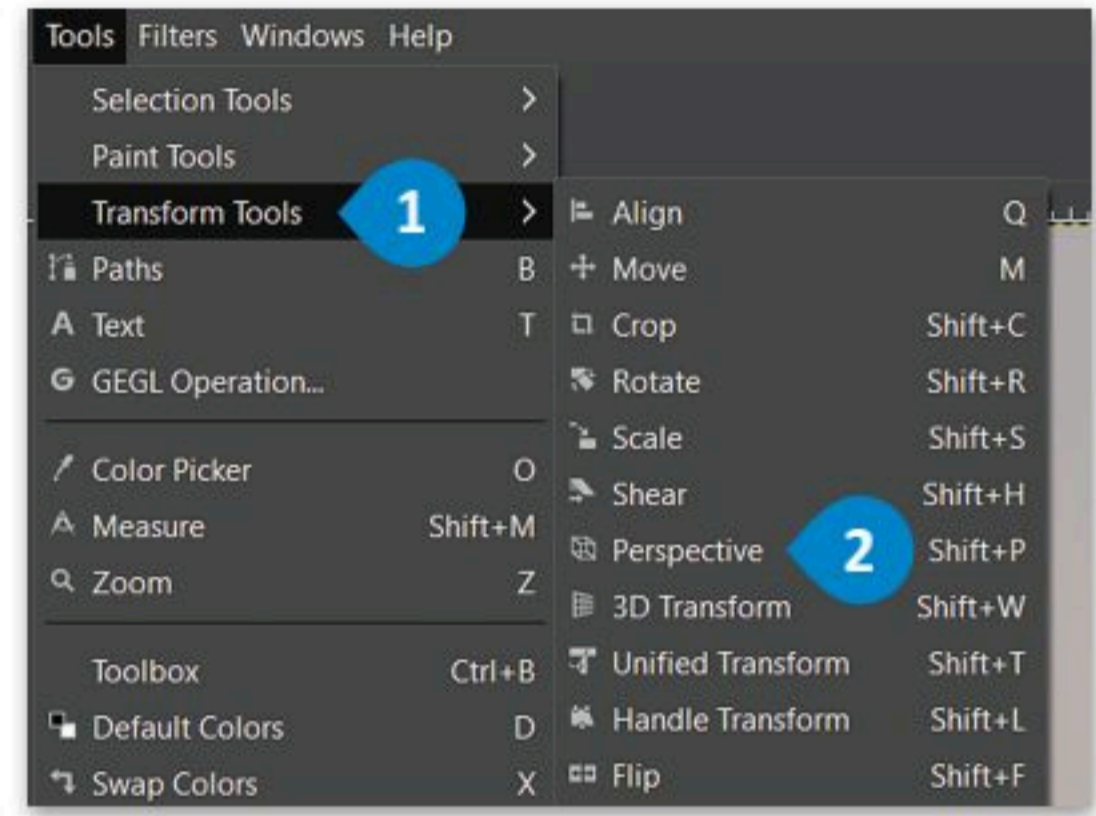 Tools Filters Windows Help
Selection Tools >
Paint Tools >
Transform Tools 1 >
Paths B
Text T
GEGL Operation...
Color Picker O
Measure Shift+M
Zoom Z
Toolbox Ctrl+B
Default Colors D
Swap Colors X
Align Q
Move M
Crop Shift+C
Rotate Shift+R
Scale Shift+S
Shear Shift+H
Perspective 2 Shift+P
3D Transform Shift+W
Unified Transform Shift+T
Handle Transform Shift+L
Flip Shift+F